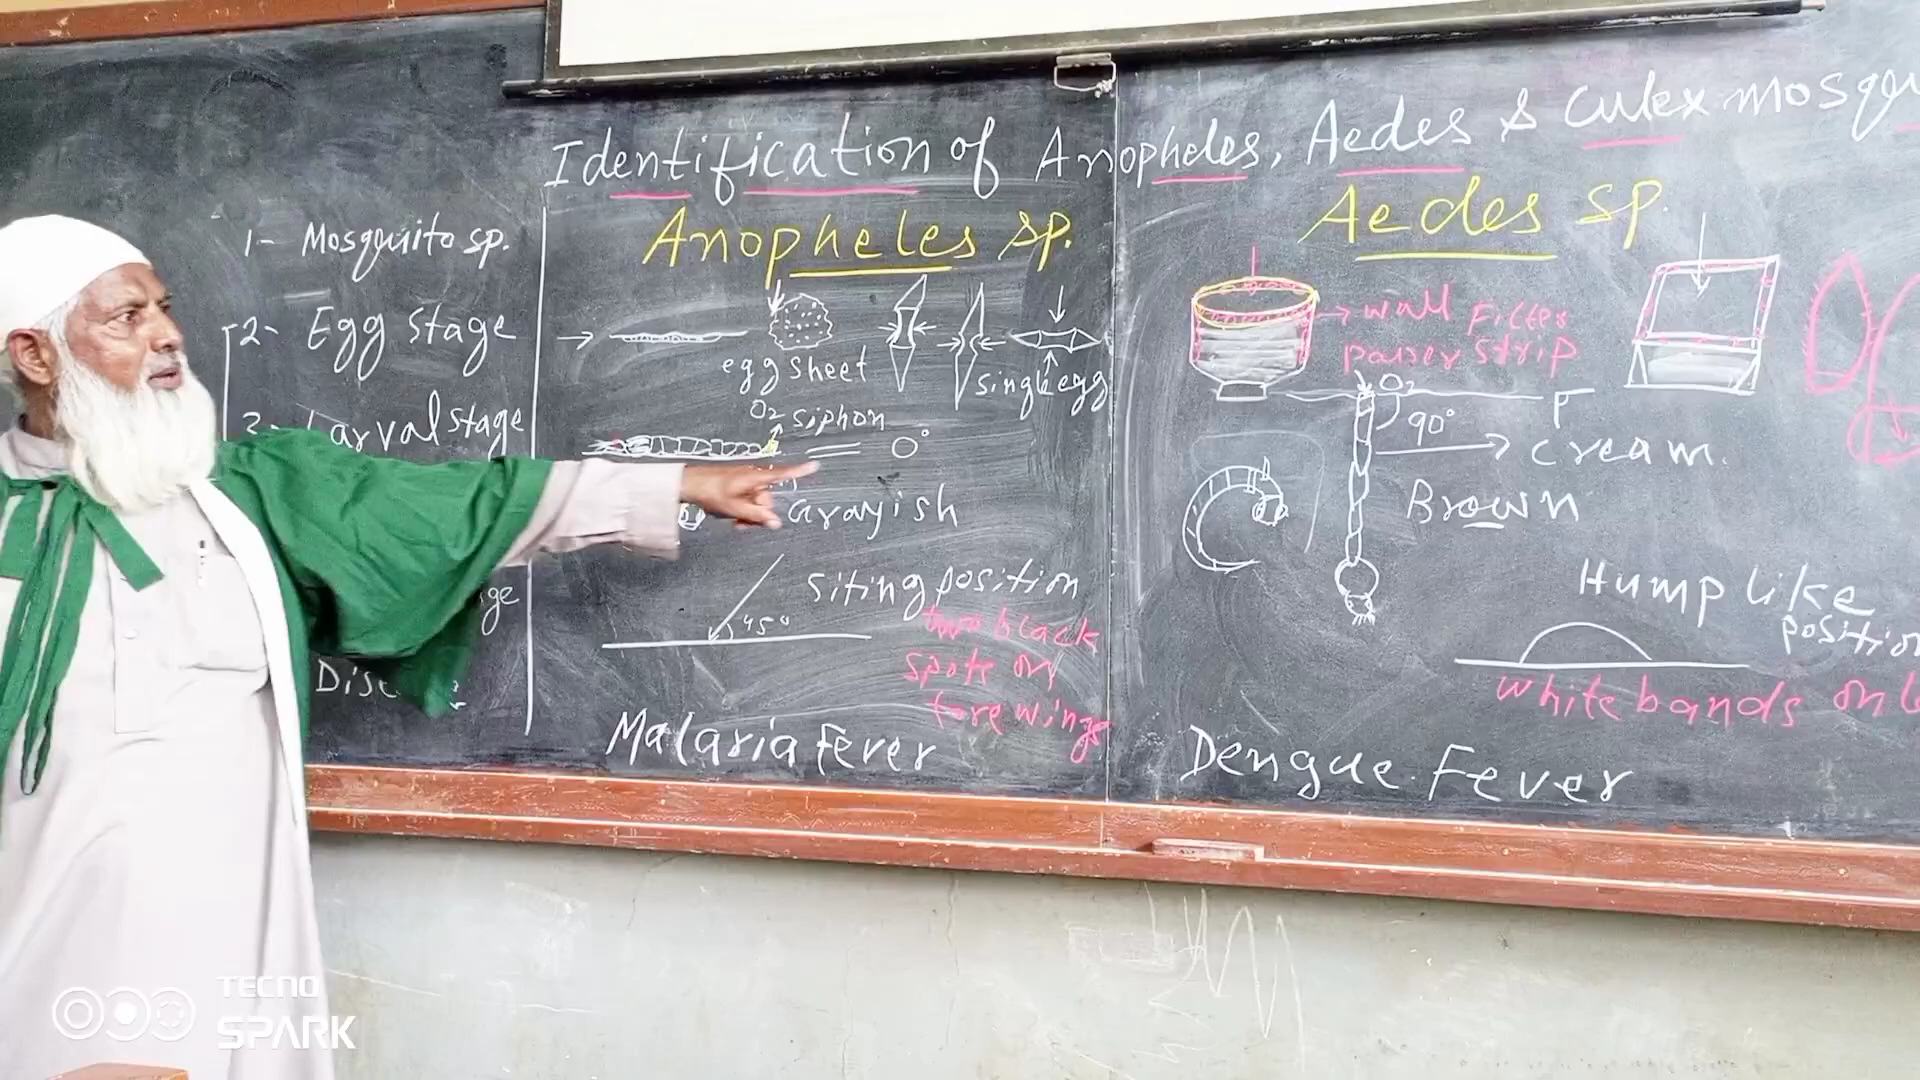 Identification of Anopheles, Aedes & Culex mosqu
1- Mosquito sp.
2- Egg stage
3- Larval stage
ge
Anopheles sp.
egg sheet
single egg
O2 siphon
0°
Grayish
Siting position
45°
two black
spots on
fore wings
Malaria Fever
Aedes sp.
wall Filter
paper strip
O2
90°
cream.
Brown
Hump like
position
white bands on
Dengue Fever
TECNO
SPARK